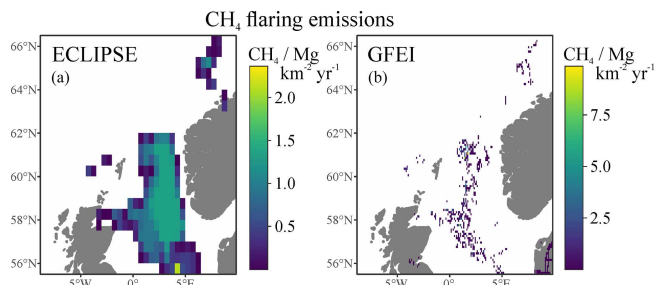 CH₄ flaring emissions
ECLIPSE
(a)
CH₄ / Mg
km⁻² yr⁻¹
2.0
1.5
1.0
0.5
66°N
64°N
62°N
60°N
58°N
56°N
5°W
0°
5°E
GFEI
(b)
CH₄ / Mg
km⁻² yr⁻¹
7.5
5.0
2.5
66°N
64°N
62°N
60°N
58°N
56°N
5°W
0°
5°E